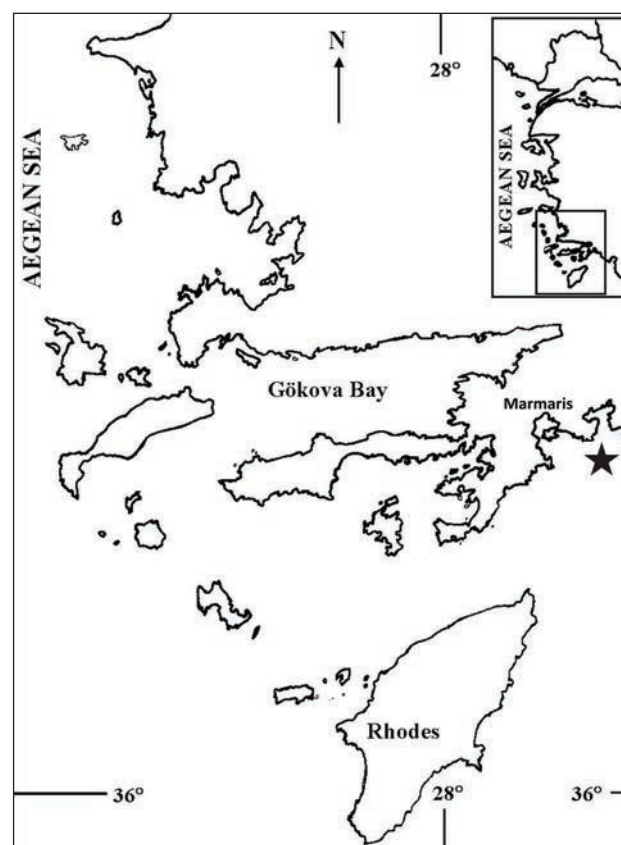 N
28°
AEGEAN SEA
AEGEAN SEA
Gökova Bay
Marmaris
Rhodes
36°
28°
36°